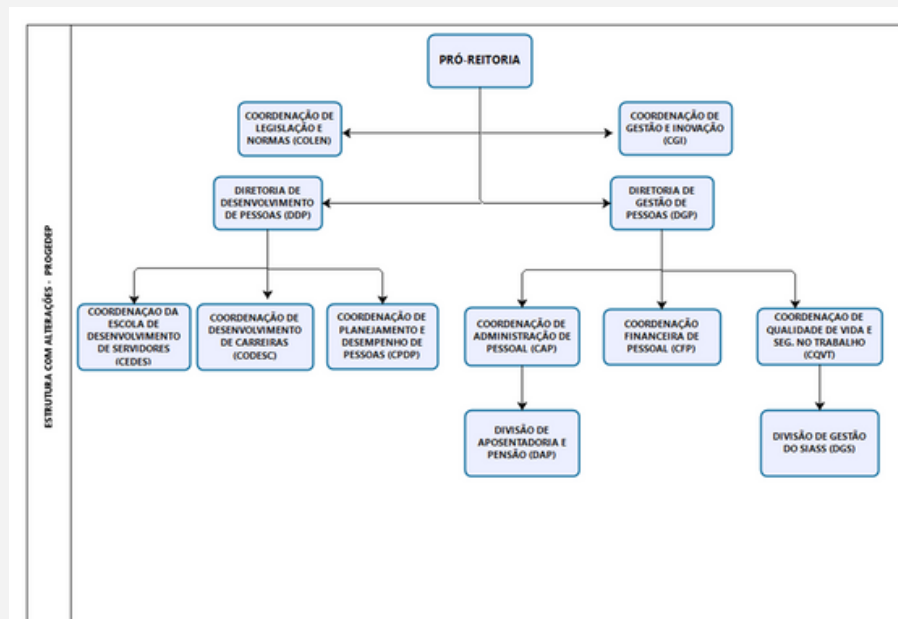 ESTRUTURA COM ALTERAÇÕES - PROGEDEP
PRÓ-REITORIA
COORDENAÇÃO DE
LEGISLAÇÃO E
NORMAS (COLEN)
COORDENAÇÃO DE
GESTÃO E INOVAÇÃO
(CGI)
DIRETORIA DE
DESENVOLVIMENTO
DE PESSOAS (DDP)
DIRETORIA DE
GESTÃO DE
PESSOAS (DGP)
COORDENAÇAO DA
ESCOLA DE
DESENVOLVIMENTO
DE SERVIDORES
(CEDES)
COORDENAÇÃO DE
DESENVOLVIMENTO
DE CARREIRAS
(CODESC)
COORDENAÇÃO DE
PLANEJAMENTO E
DESEMPENHO DE
PESSOAS (CPDP)
COORDENAÇÃO DE
ADMINISTRAÇÃO DE
PESSOAL (CAP)
COORDENAÇÃO
FINANCEIRA DE
PESSOAL (CFP)
COORDENAÇAO DE
QUALIDADE DE VIDA E
SEG. NO TRABALHO
(CQVT)
DIVISÃO DE
APOSENTADORIA E
PENSÃO (DAP)
DIVISÃO DE GESTÃO
DO SIASS (DGS)